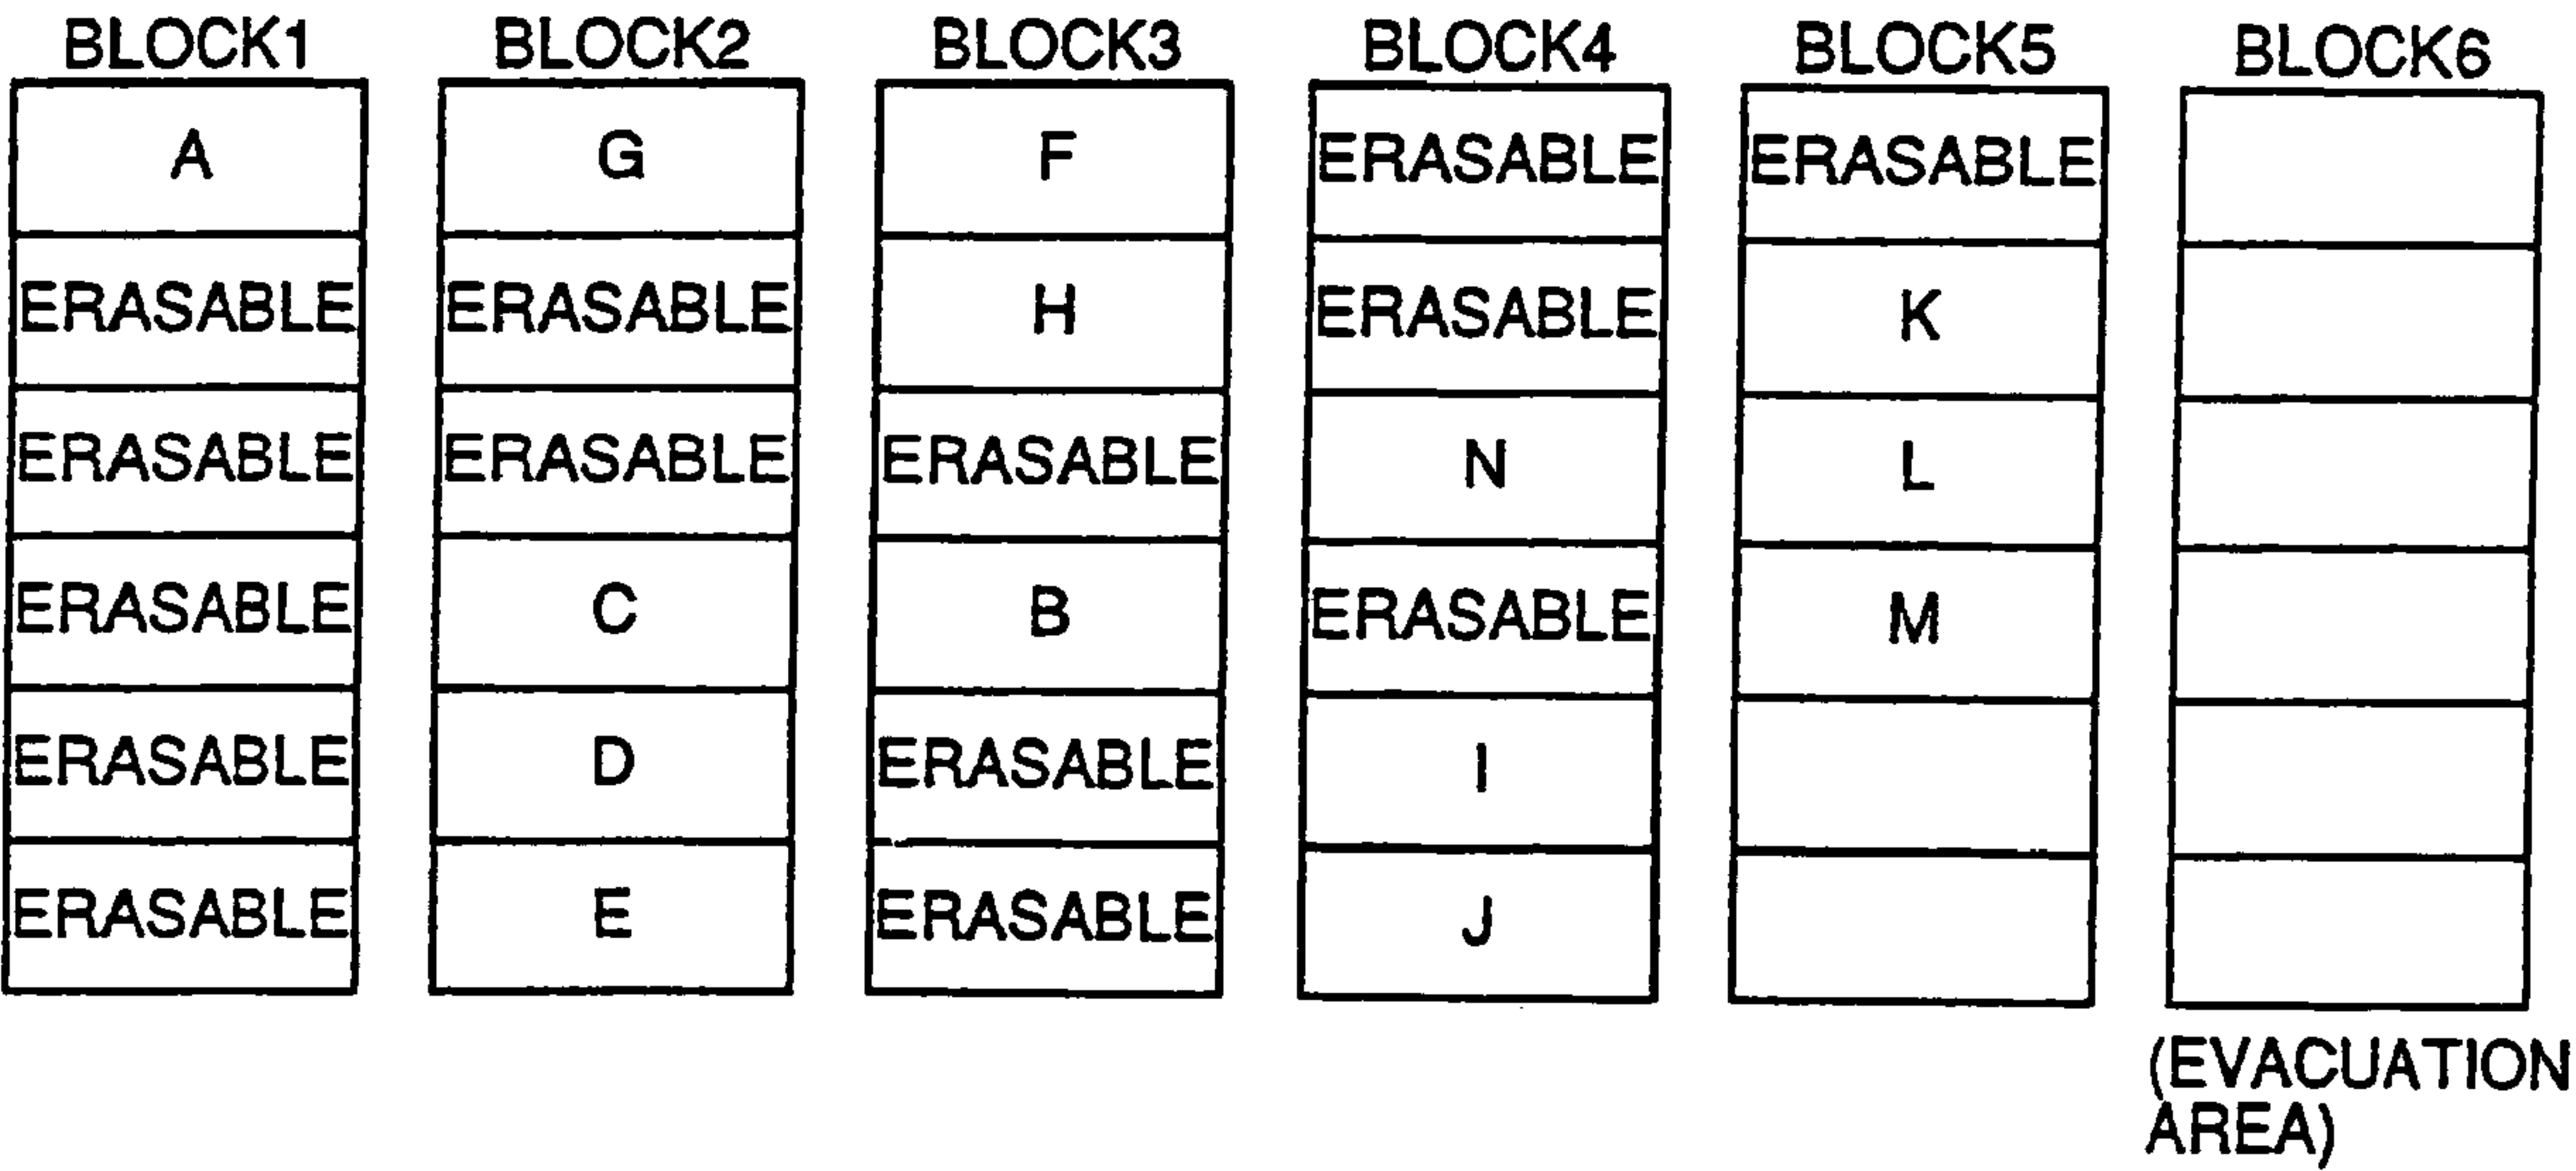 BLOCK1 BLOCK2 BLOCK3 BLOCK4 BLOCK5 BLOCK6
A G F ERASABLE ERASABLE
ERASABLE ERASABLE H ERASABLE K
ERASABLE ERASABLE ERASABLE N L
ERASABLE C B ERASABLE M
ERASABLE D ERASABLE I
ERASABLE E ERASABLE J
(EVACUATION
AREA)